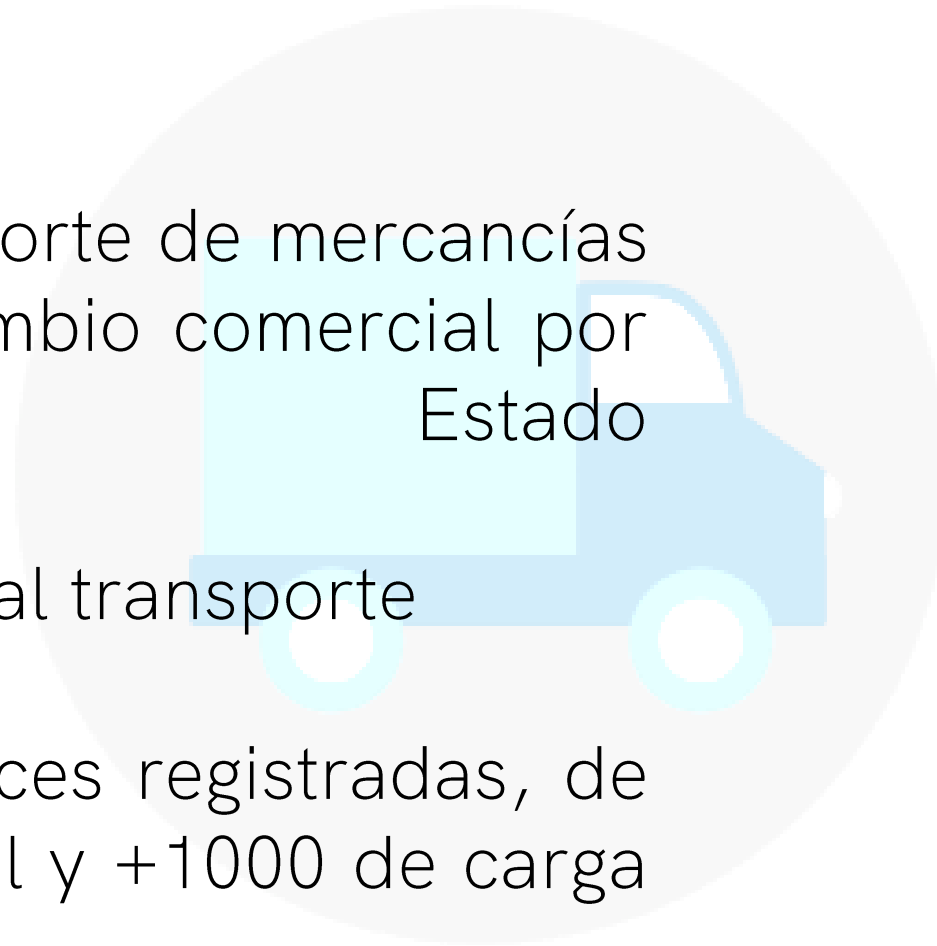 orte de mercancías
mbio comercial por
Estado
al transporte
ces registradas, de
l y +1000 de carga